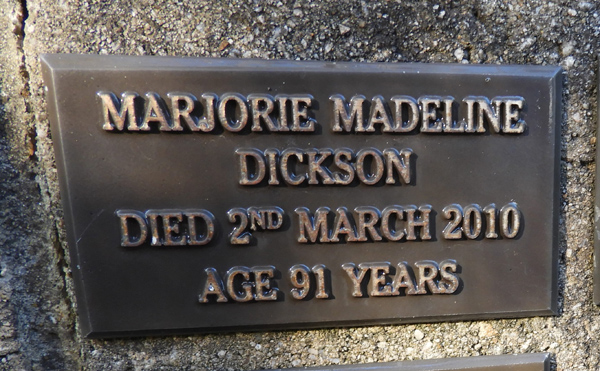 MARJORIE MADELINE
DICKSON
DIED 2ND MARCH 2010
AGE 91 YEARS